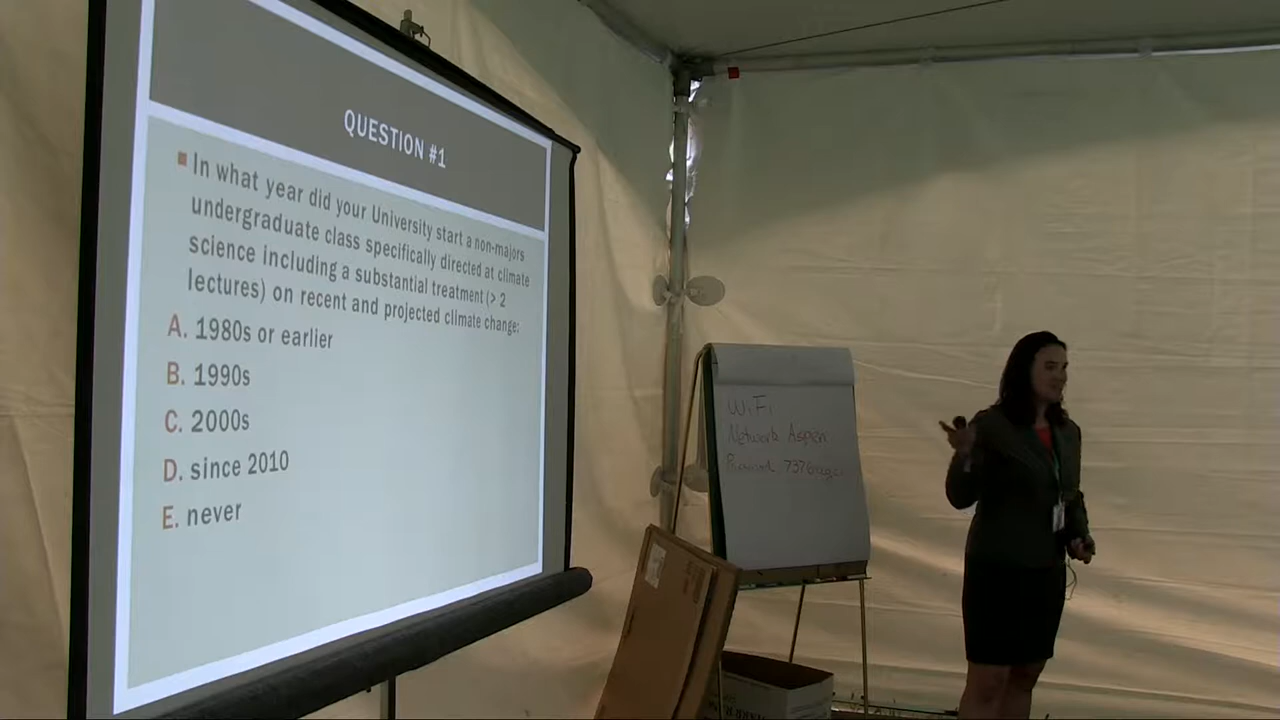 QUESTION #1
In what year did your University start a non-majors
undergraduate class specifically directed at climate
science including a substantial treatment (> 2
lectures) on recent and projected climate change:
A. 1980s or earlier
B. 1990s
C. 2000s
D. since 2010
E. never
WiFi
Network Aspen